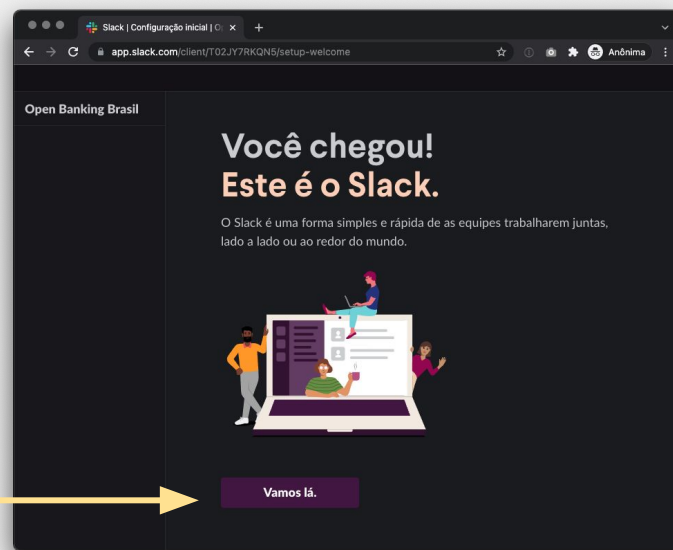 Slack | Configuração inicial | O
app.slack.com/client/T02JY7RKQN5/setup-welcome
Anônima
Open Banking Brasil
Você chegou!
Este é o Slack.
O Slack é uma forma simples e rápida de as equipes trabalharem juntas,
lado a lado ou ao redor do mundo.
Vamos lá.